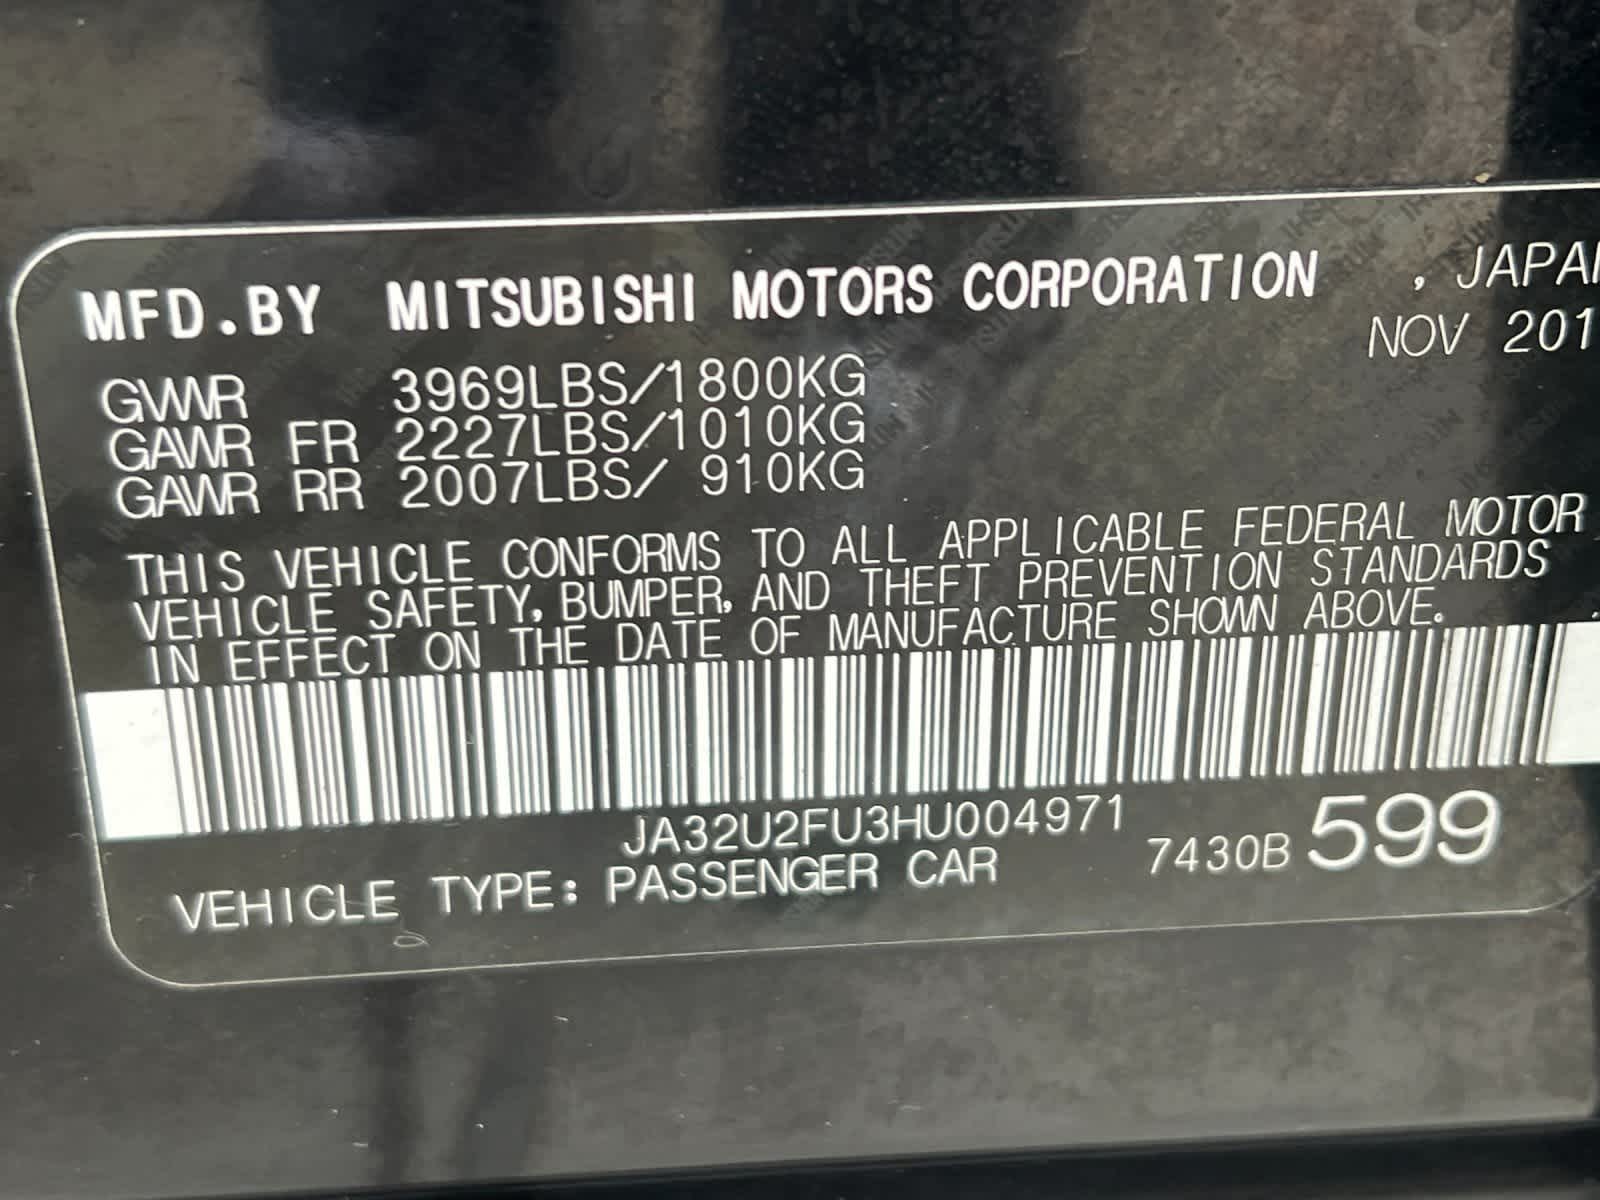 MFD.BY MITSUBISHI MOTORS CORPORATION , JAPAN
NOV 201
GVWR 3969LBS/1800KG
GAWR FR 2227LBS/1010KG
GAWR RR 2007LBS/ 910KG
THIS VEHICLE CONFORMS TO ALL APPLICABLE FEDERAL MOTOR
VEHICLE SAFETY, BUMPER, AND THEFT PREVENTION STANDARDS
IN EFFECT ON THE DATE OF MANUFACTURE SHOWN ABOVE.
JA32U2FU3HU004971
7430B 599
VEHICLE TYPE: PASSENGER CAR